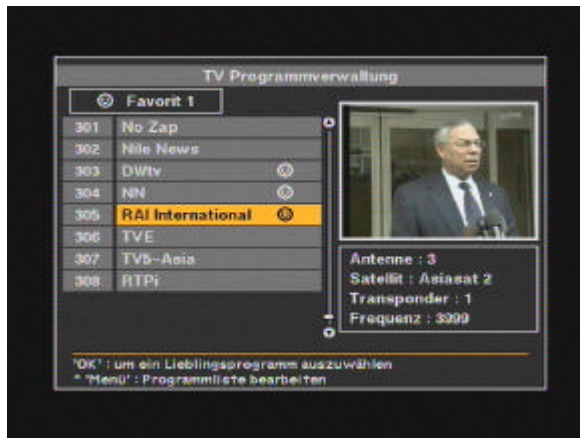 TV Programmverwaltung
Favorit 1
301 No Zap
302 Nile News
303 DWtv
304 NN
305 RAI International
306 TVE
307 TV5-Asia
308 RTPi
Antenne : 3
Satellit : Asiasat 2
Transponder : 1
Frequenz : 3999
'OK' : um ein Lieblingsprogramm auszuwählen
* 'Menü' : Programmliste bearbeiten